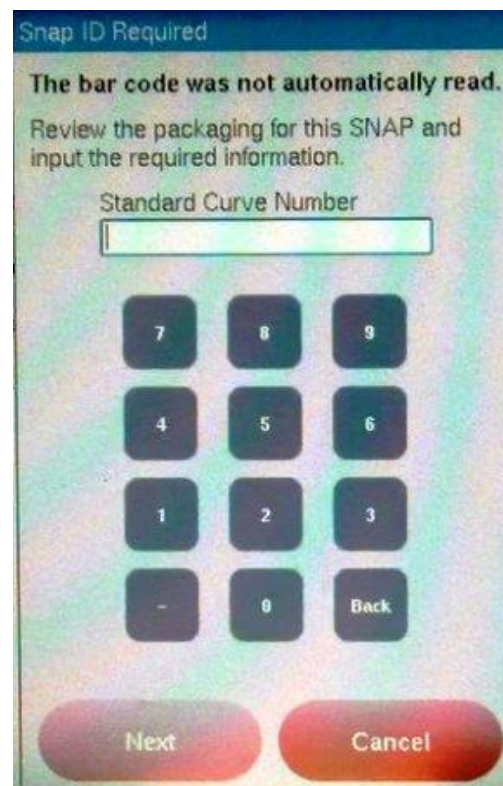 Snap ID Required
The bar code was not automatically read.
Review the packaging for this SNAP and
input the required information.
Standard Curve Number
7 8 9
4 5 6
1 2 3
- 0 Back
Next Cancel